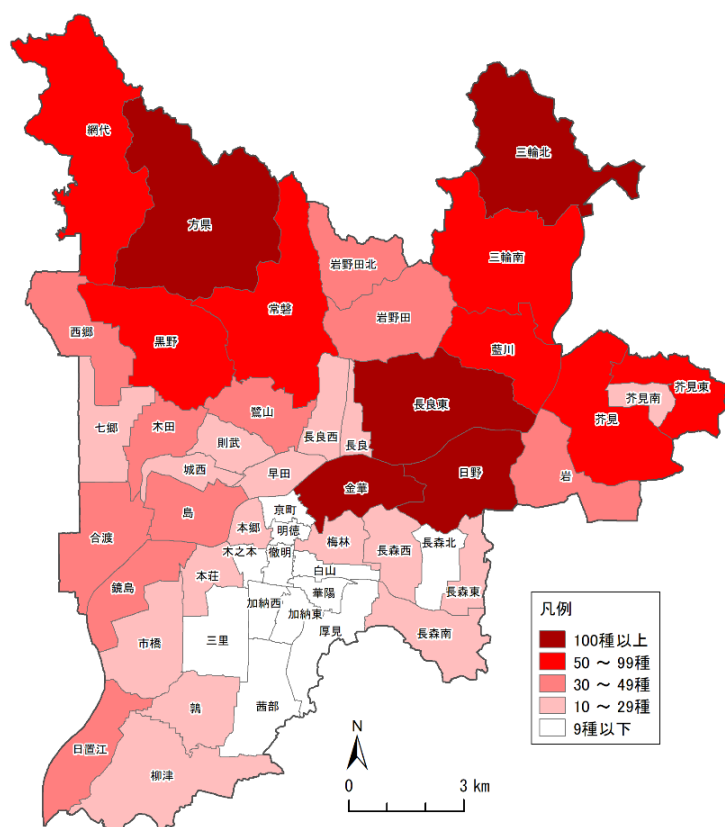 網代
三輪北
方県
岩野田北
三輪南
常磐
岩野田
西郷
黒野
藍川
芥見東
芥見南
鷺山
長良東
芥見
七郷
木田
則武
長良西
長良
城西
早田
日野
岩
金華
島
京町
合渡
本郷
明徳
梅林
長森西
長森北
木之本
徹明
鏡島
本荘
白山
加納西
華陽
長森東
加納東
市橋
三里
厚見
長森南
鶉
茜部
日置江
柳津
凡例
100種以上
50 ～ 99種
30 ～ 49種
10 ～ 29種
9種以下
N
0 3 km